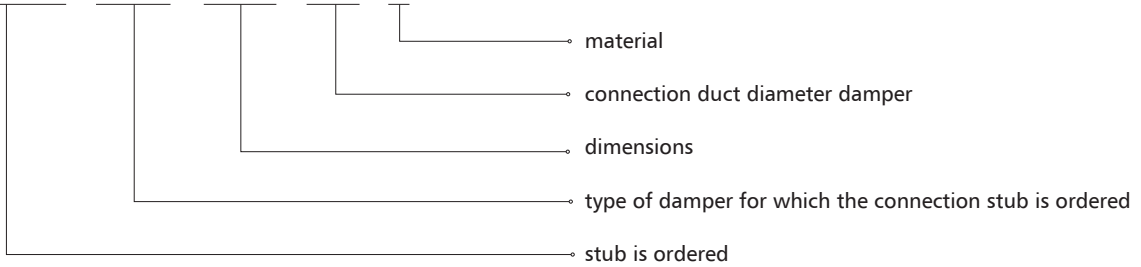 material
connection duct diameter damper
dimensions
type of damper for which the connection stub is ordered
stub is ordered